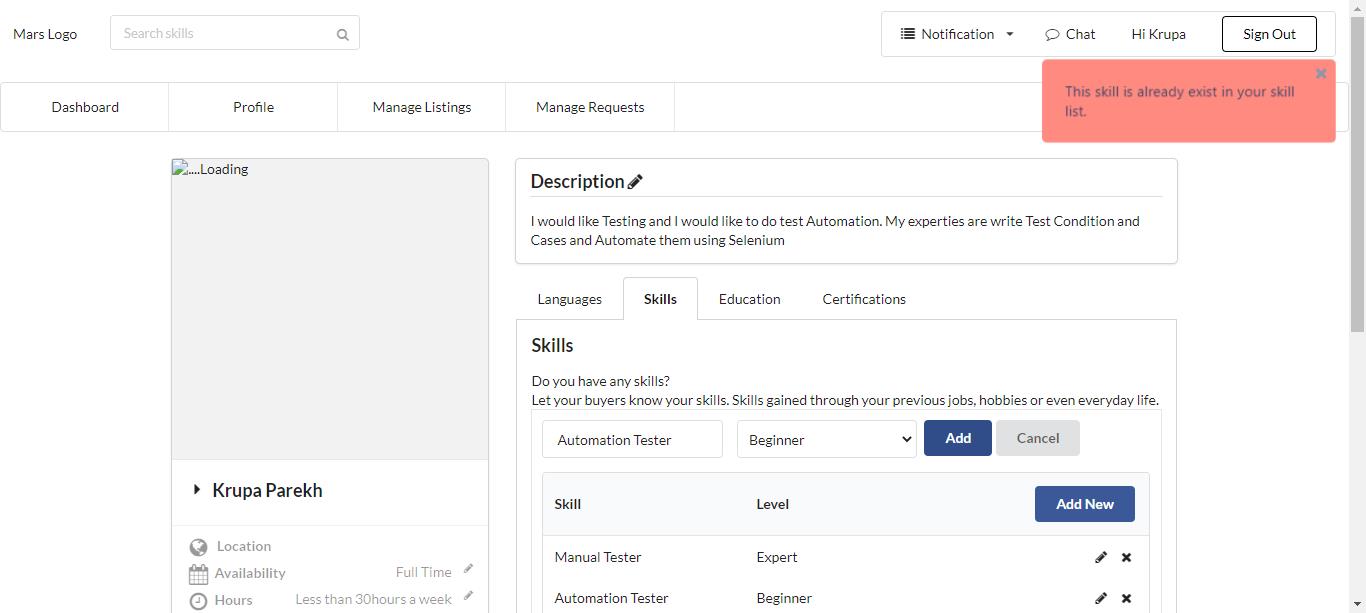 Mars Logo
Search skills
Notification
Chat
Hi Krupa
Sign Out
This skill is already exist in your skill
list.
Dashboard
Profile
Manage Listings
Manage Requests
....Loading
Krupa Parekh
Location
Availability
Full Time
Hours
Less than 30hours a week
Description
I would like Testing and I would like to do test Automation. My experties are write Test Condition and
Cases and Automate them using Selenium
Languages
Skills
Education
Certifications
Skills
Do you have any skills?
Let your buyers know your skills. Skills gained through your previous jobs, hobbies or even everyday life.
Automation Tester
Beginner
Add
Cancel
Skill
Level
Add New
Manual Tester
Expert
Automation Tester
Beginner